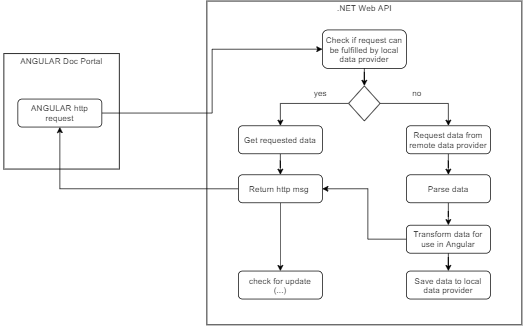 .NET Web API
ANGULAR Doc Portal
Check if request can
be fulfilled by local
data provider
ANGULAR http
request
yes
no
Get requested data
Request data from
remote data provider
Return http msg
Parse data
Transform data for
use in Angular
check for update
(...)
Save data to local
data provider